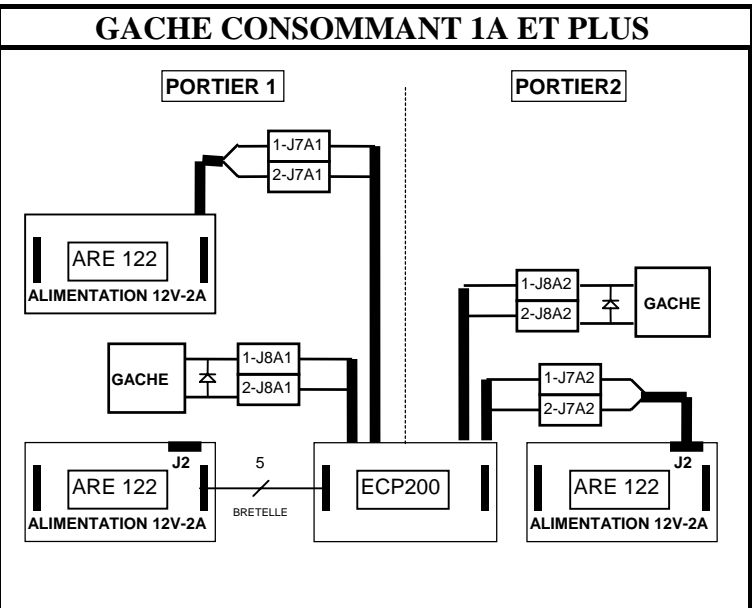 GACHE CONSOMMANT 1A ET PLUS
PORTIER 1
PORTIER2
1-J7A1
2-J7A1
ARE 122
ALIMENTATION 12V-2A
1-J8A2
2-J8A2
GACHE
GACHE
1-J8A1
2-J8A1
1-J7A2
2-J7A2
J2
ARE 122
ALIMENTATION 12V-2A
5
BRETELLE
ECP200
J2
ARE 122
ALIMENTATION 12V-2A